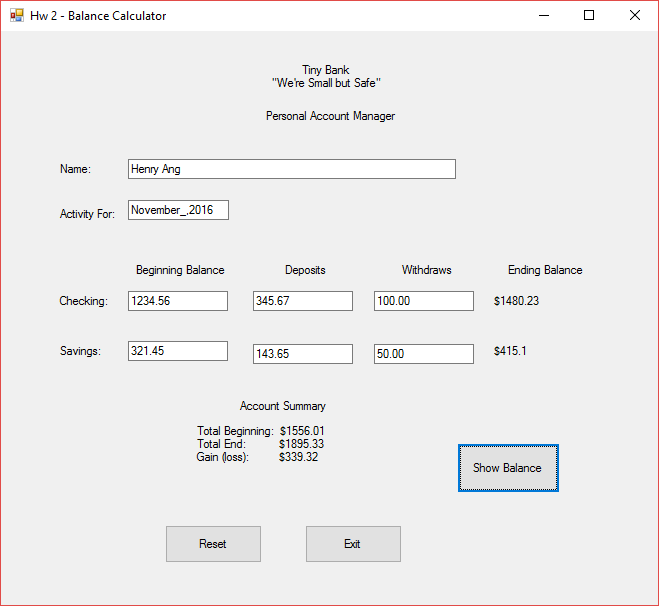 Hw 2 - Balance Calculator
Tiny Bank
"We're Small but Safe"
Personal Account Manager
Name: Henry Ang
Activity For: November_,2016
Beginning Balance Deposits Withdraws Ending Balance
Checking: 1234.56 345.67 100.00 $1480.23
Savings: 321.45 143.65 50.00 $415.1
Account Summary
Total Beginning: $1556.01
Total End: $1895.33
Gain (loss): $339.32
Show Balance
Reset Exit